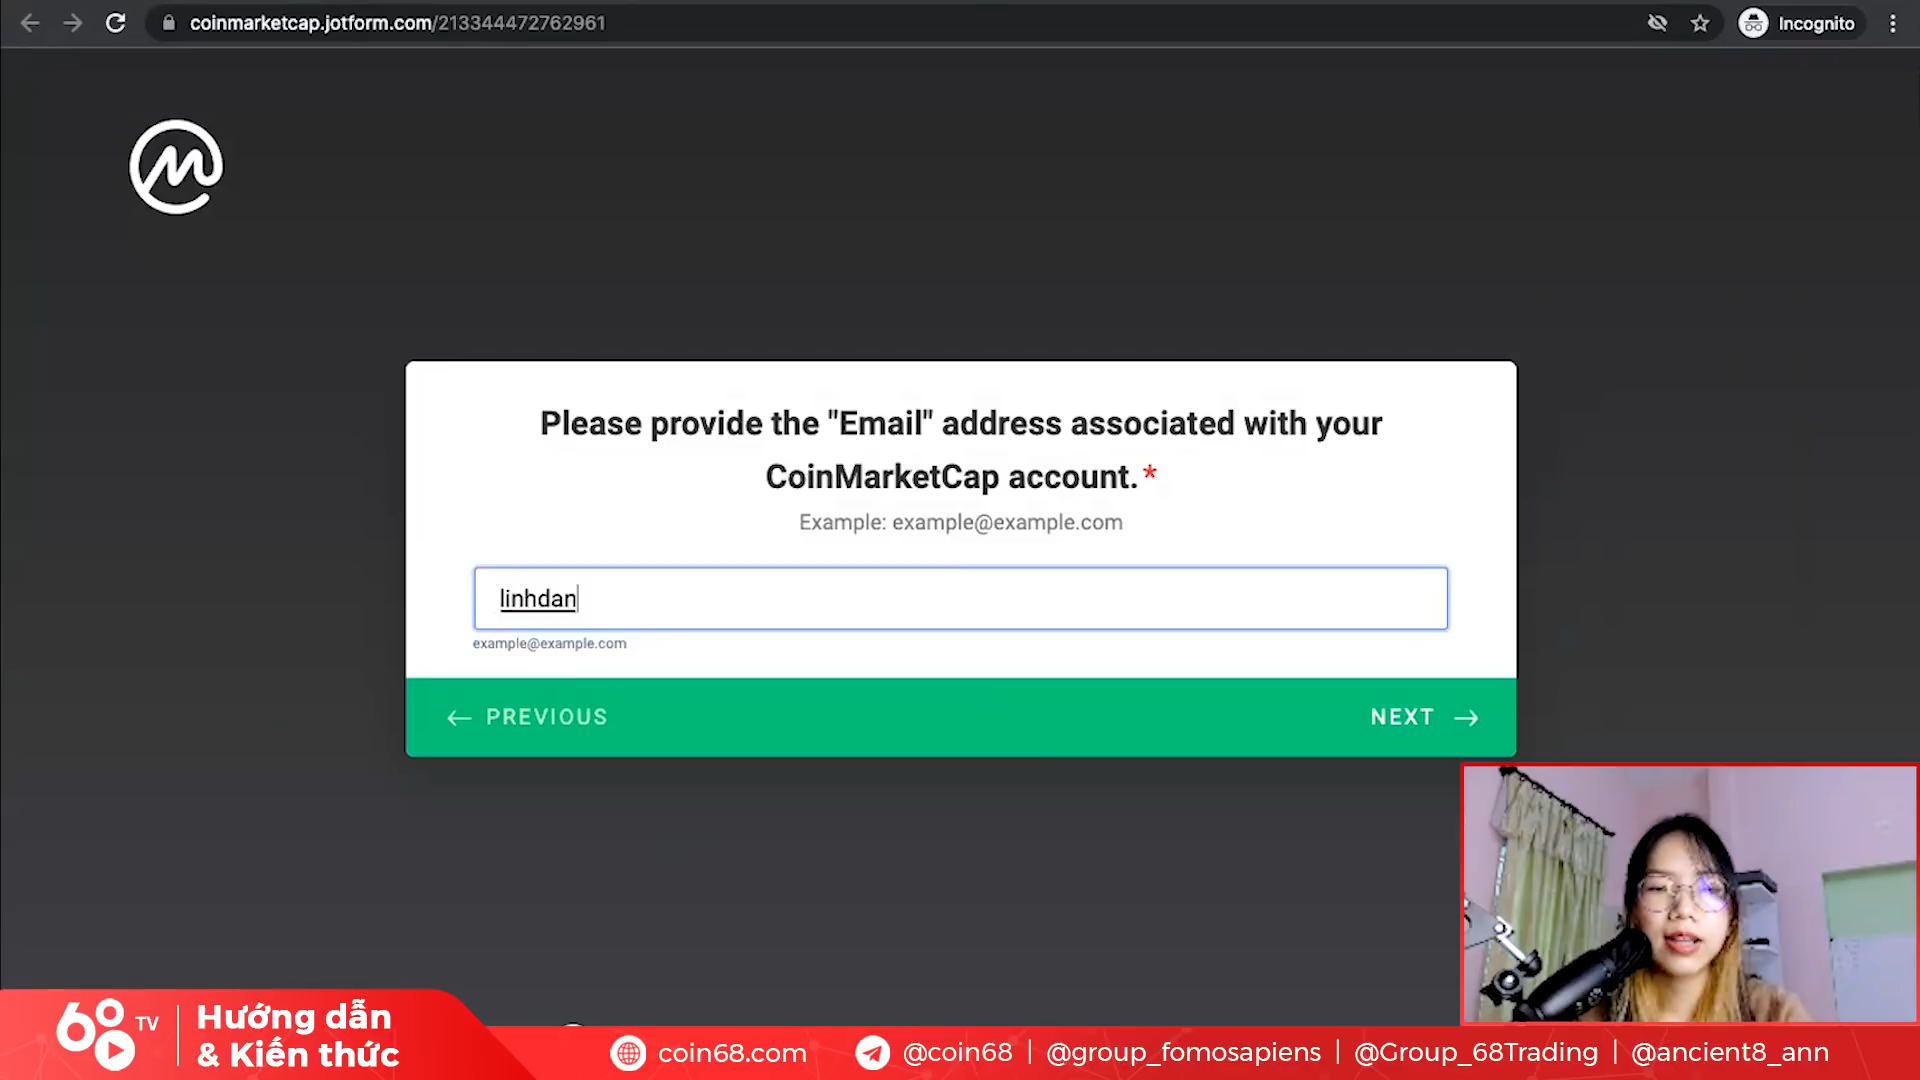 coinmarketcap.jotform.com/213344472762961
Incognito
Please provide the "Email" address associated with your
CoinMarketCap account.*
Example: example@example.com
linhdan
example@example.com
← PREVIOUS
NEXT →
68 TV
Hướng dẫn
& Kiến thức
coin68.com
@coin68 | @group_fomosapiens | @Group_68Trading | @ancient8_ann